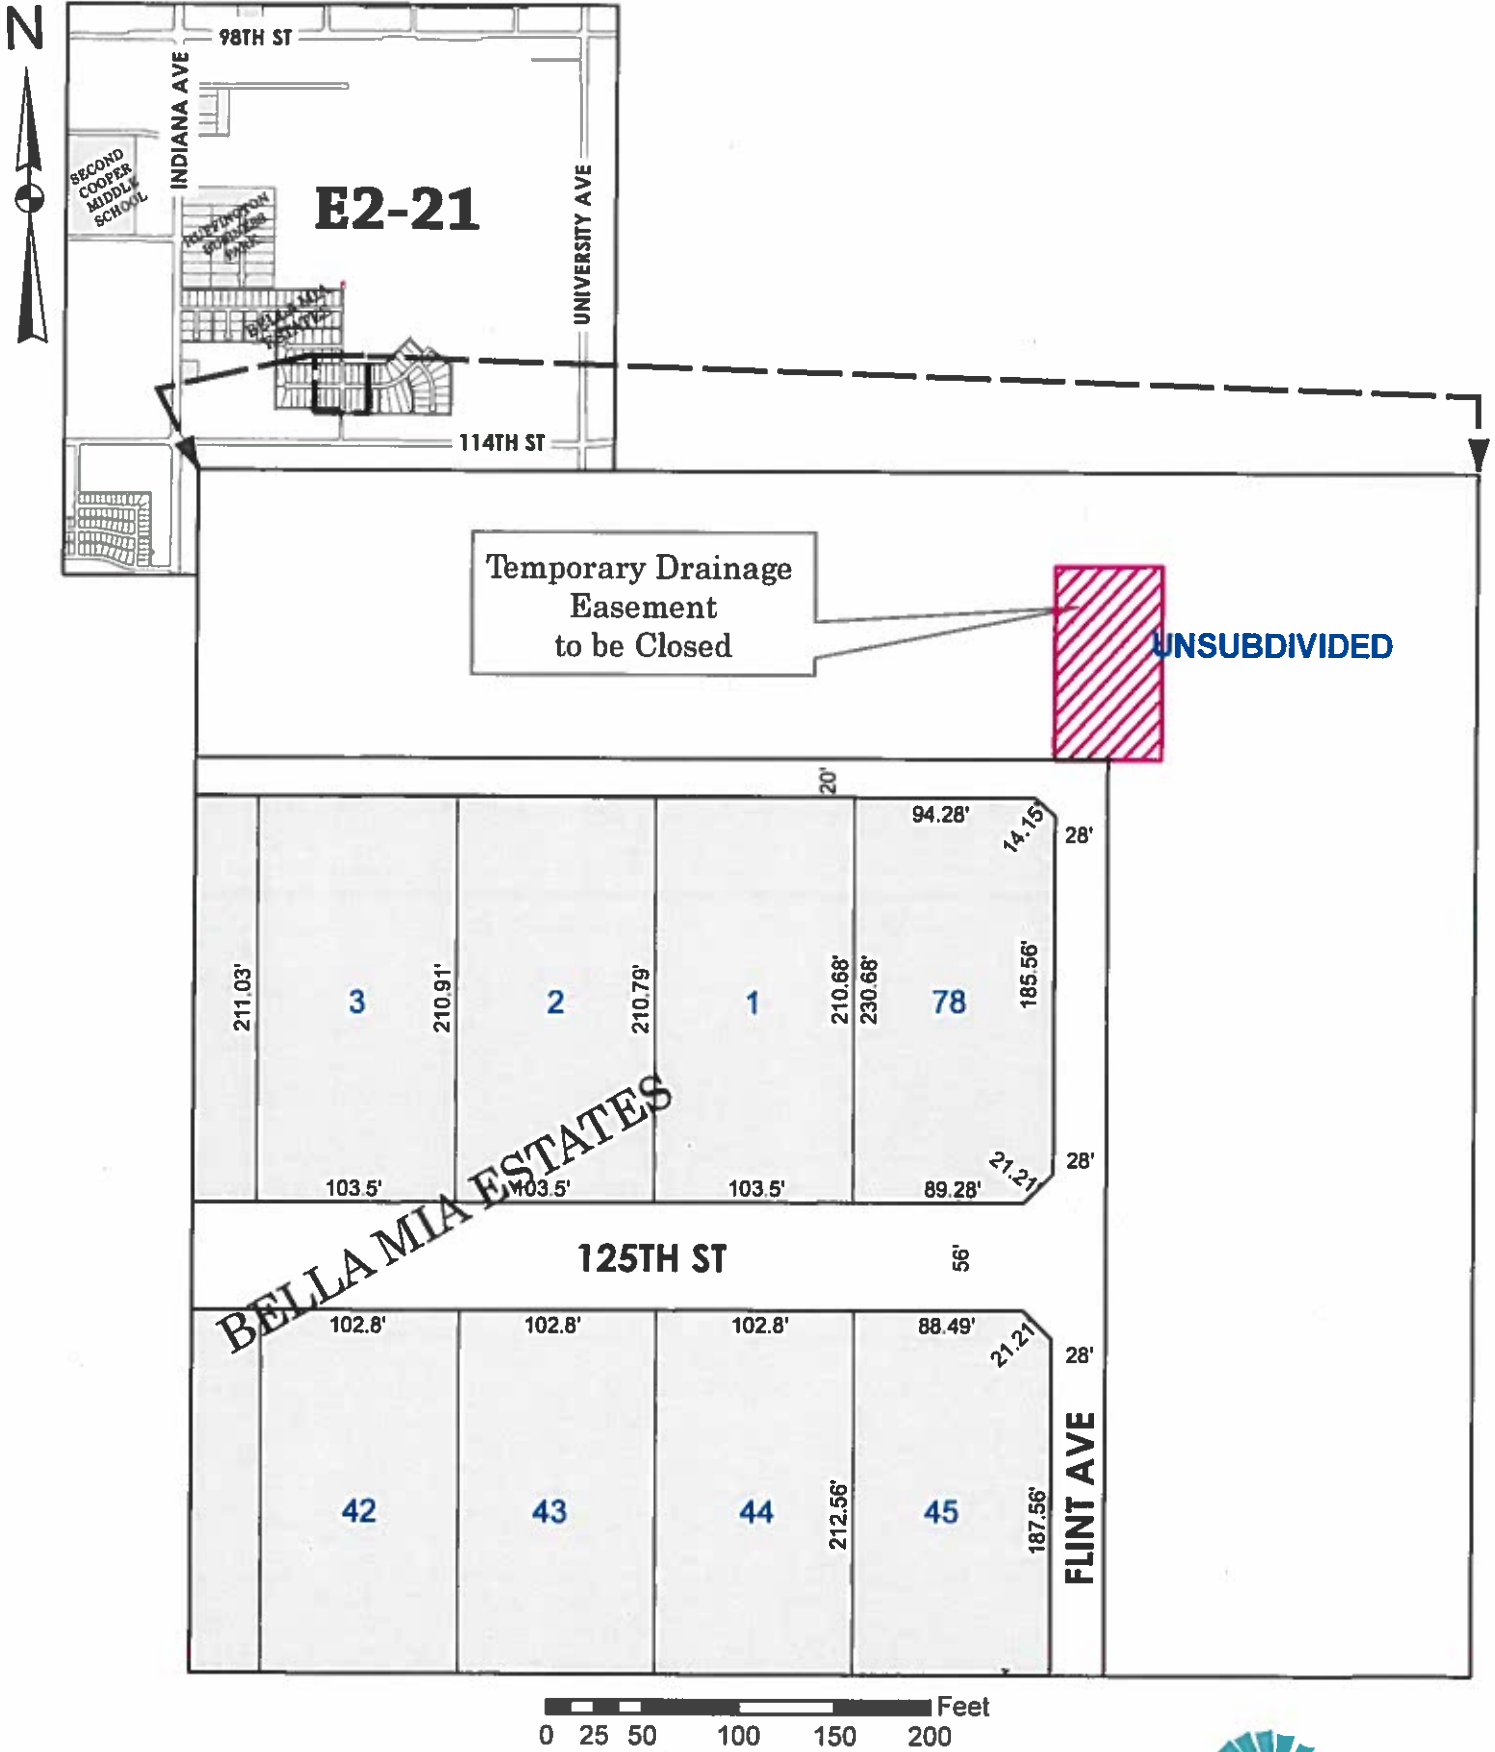 N
98TH ST
INDIANA AVE
SECOND
COOPER
MIDDLE
SCHOOL
E2-21
UNIVERSITY AVE
HUFFINGTON
BUSINESS
PARK
BELLA MIA
ESTATES
114TH ST
Temporary Drainage
Easement
to be Closed
UNSUBDIVIDED
20'
94.28'
14.15'
28'
211.03'
3
210.91'
2
210.79'
1
210.68'
230.68'
78
185.56'
103.5'
103.5'
103.5'
89.28'
21.21'
28'
BELLA MIA ESTATES
125TH ST
56'
102.8'
102.8'
102.8'
88.49'
21.21'
28'
42
43
44
212.56'
45
187.56'
FLINT AVE
Feet
0 25 50 100 150 200